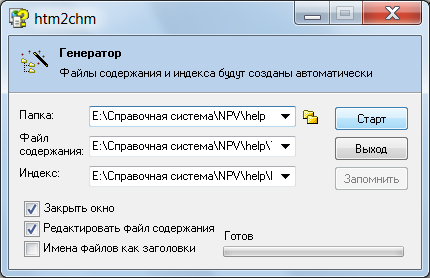 htm2chm
Генератор
Файлы содержания и индекса будут созданы автоматически
Папка:
E:\Справочная система\NPV\help
Старт
Файл
содержания:
E:\Справочная система\NPV\help\
Выход
Индекс:
E:\Справочная система\NPV\help\
Запомнить
Закрыть окно
Редактировать файл содержания
Имена файлов как заголовки
Готов